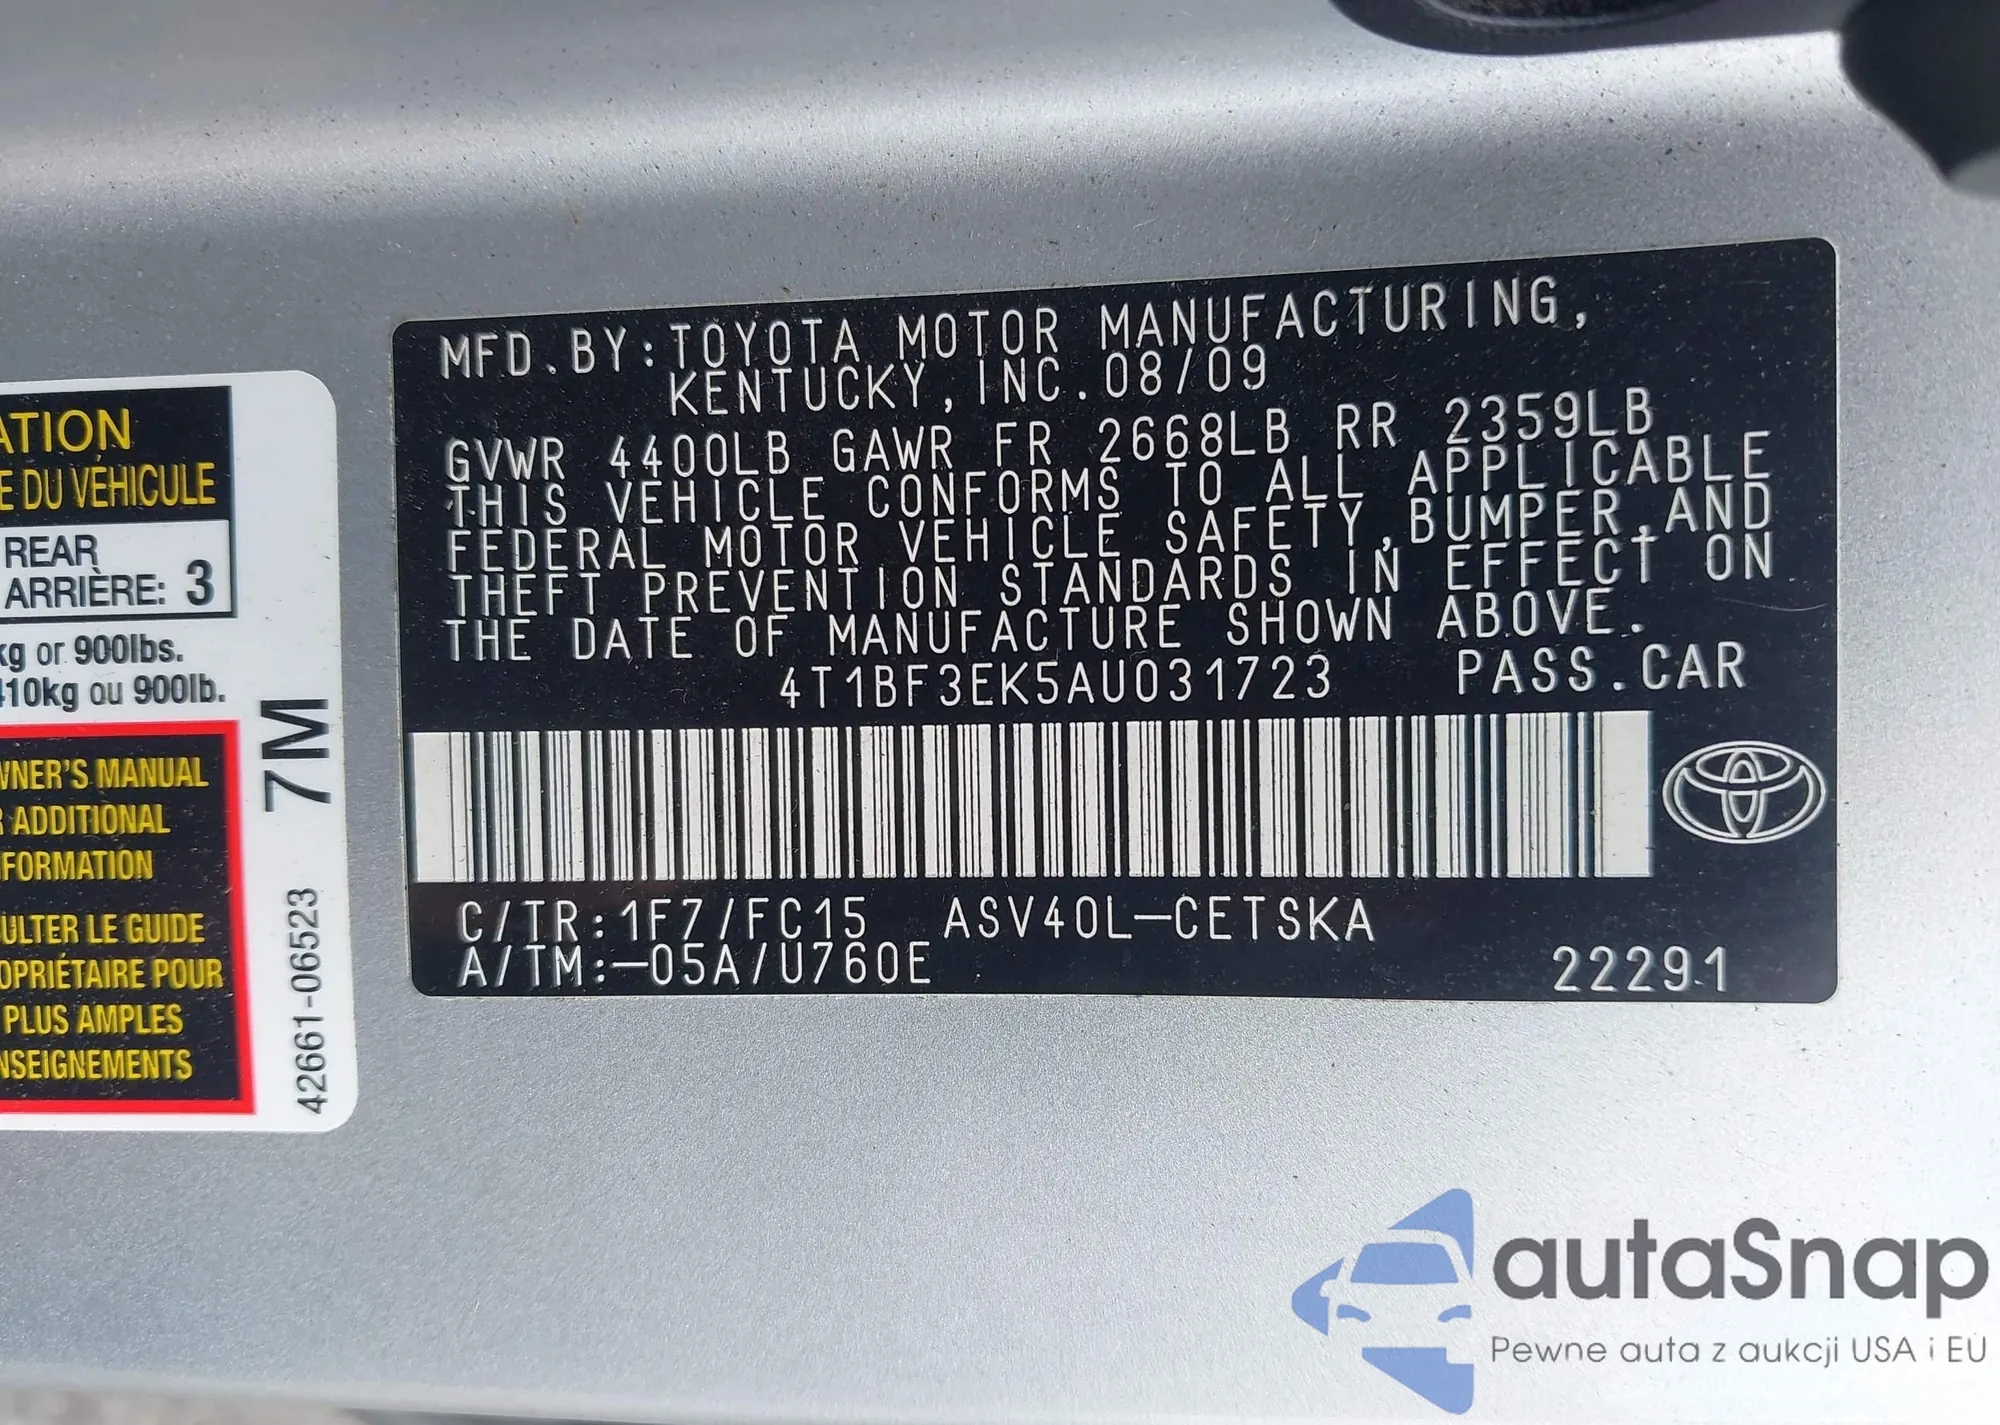 MFD.BY:TOYOTA MOTOR MANUFACTURING,
KENTUCKY, INC. 08/09
GVWR 4400LB GAWR FR 2668LB RR 2359LB
THIS VEHICLE CONFORMS TO ALL APPLICABLE
FEDERAL MOTOR VEHICLE SAFETY, BUMPER, AND
THEFT PREVENTION STANDARDS IN EFFECT ON
THE DATE OF MANUFACTURE SHOWN ABOVE.
4T1BF3EK5AU031723 PASS.CAR
C/TR:1F7/FC15 ASV40L-CETSKA
A/TM:-05A/U760E
22291
ATION
E DU VÉHICULE
REAR
ARRIÈRE: 3
kg or 900lbs.
410kg ou 900lb.
WNER'S MANUAL
R ADDITIONAL
FORMATION
ULTER LE GUIDE
OPRIÉTAIRE POUR
PLUS AMPLES
NSEIGNEMENTS
7M
42661-06523
autaSnap
Pewne auta z aukcji USA i EU